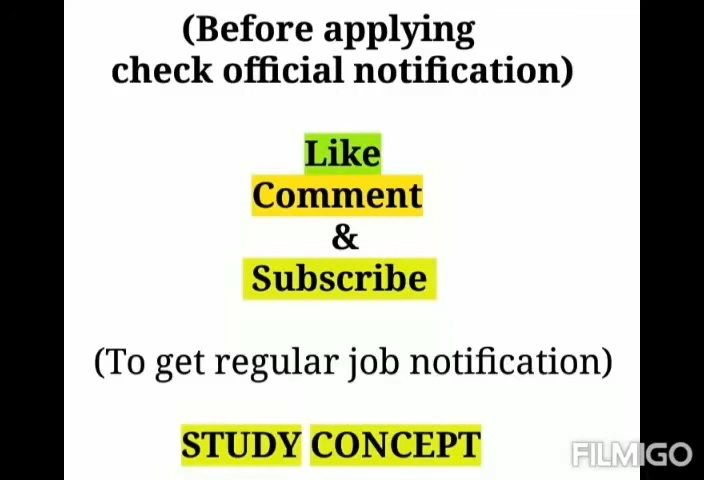 (Before applying
check official notification)
Like
Comment
&
Subscribe
(To get regular job notification)
STUDY CONCEPT
FILMIGO